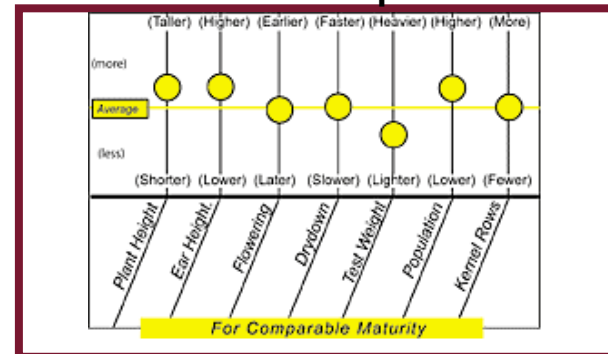 (Taller) (Higher) (Earlier) (Faster) (Heavier) (Higher) (More)
(more)
Average
(less)
(Shorter) (Lower) (Later) (Slower) (Lighter) (Lower) (Fewer)
Plant Height
Ear Height.
Flowering
Drydown
Test Weight
Population
Kernel Rows
For Comparable Maturity